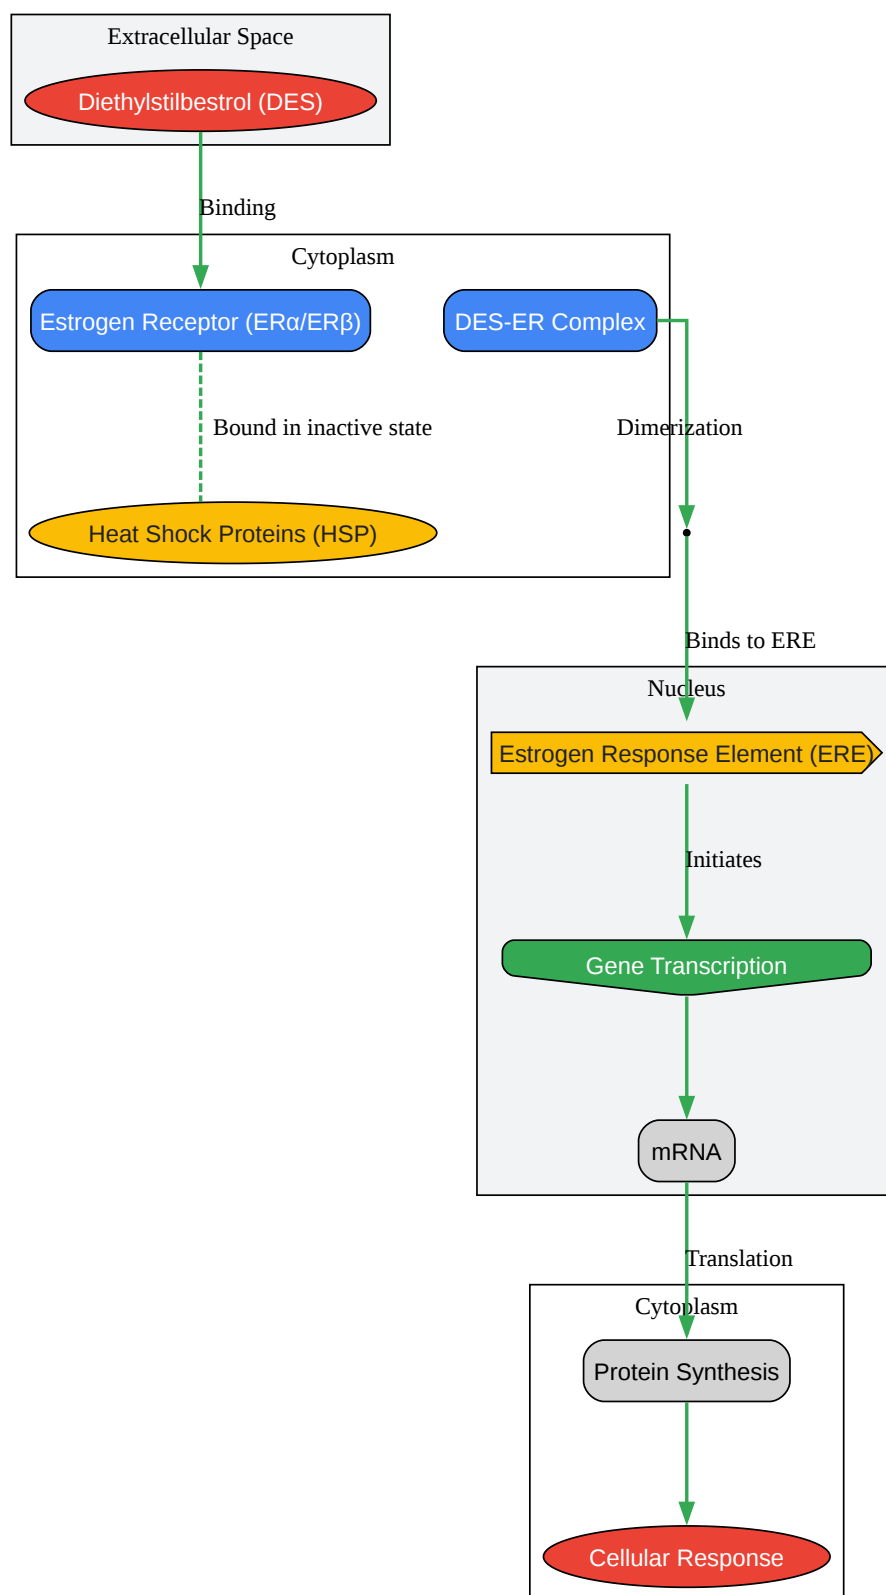 Extracellular Space
Diethylstilbestrol (DES)
Binding
Cytoplasm
Estrogen Receptor (ERα/ERβ)
DES-ER Complex
Bound in inactive state
Dimerization
Heat Shock Proteins (HSP)
Binds to ERE
Nucleus
Estrogen Response Element (ERE)
Initiates
Gene Transcription
mRNA
Translation
Cytoplasm
Protein Synthesis
Cellular Response